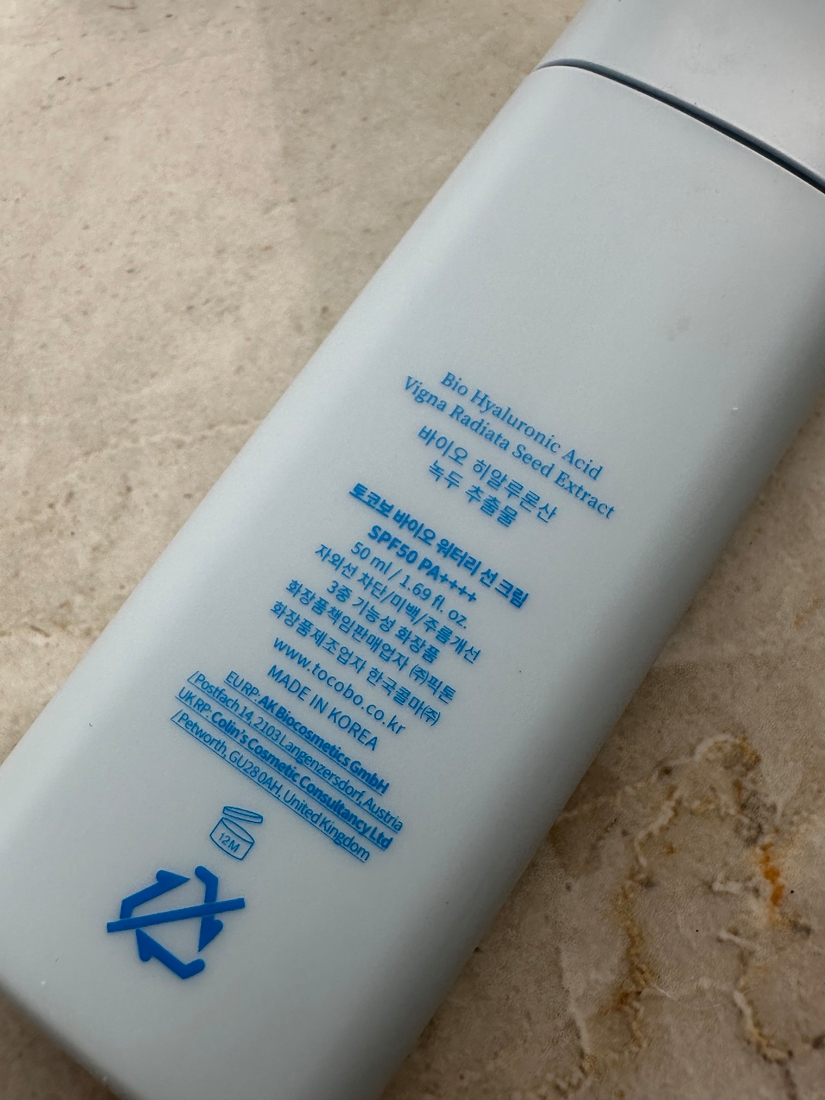 Bio Hyaluronic Acid
Vigna Radiata Seed Extract
바이오 히알루론산
녹두 추출물
토코보 바이오 워터리 선 크림
SPF50 PA++++
50 ml / 1.69 fl. oz.
자외선 차단/미백/주름개선
3중 기능성 화장품
화장품책임판매업자 ㈜픽톤
화장품제조업자 한국콜마㈜
www.tocobo.co.kr
MADE IN KOREA
EU RP: AK Biocosmetics GmbH
/Postfach 14, 2103 Langenzersdorf, Austria
UK RP: Colin's Cosmetic Consultancy Ltd
/Petworth, GU28 0AH, United Kingdom
12M